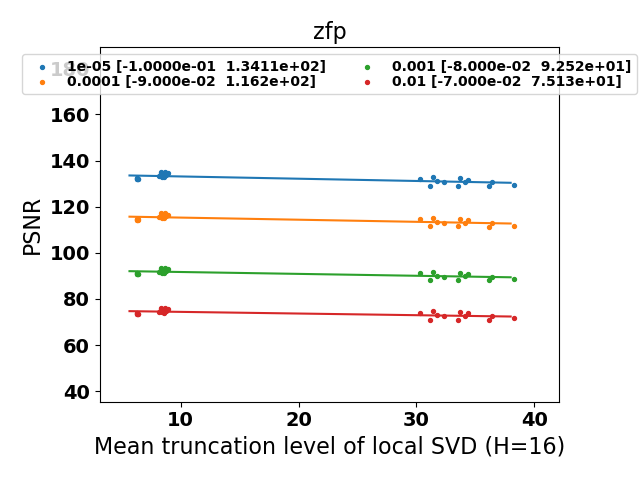 zfp
1e-05 [-1.0000e-01  1.3411e+02]
0.0001 [-9.000e-02  1.162e+02]
0.001 [-8.000e-02  9.252e+01]
0.01 [-7.000e-02  7.513e+01]
180
160
140
120
100
80
60
40
PSNR
10 20 30 40
Mean truncation level of local SVD (H=16)